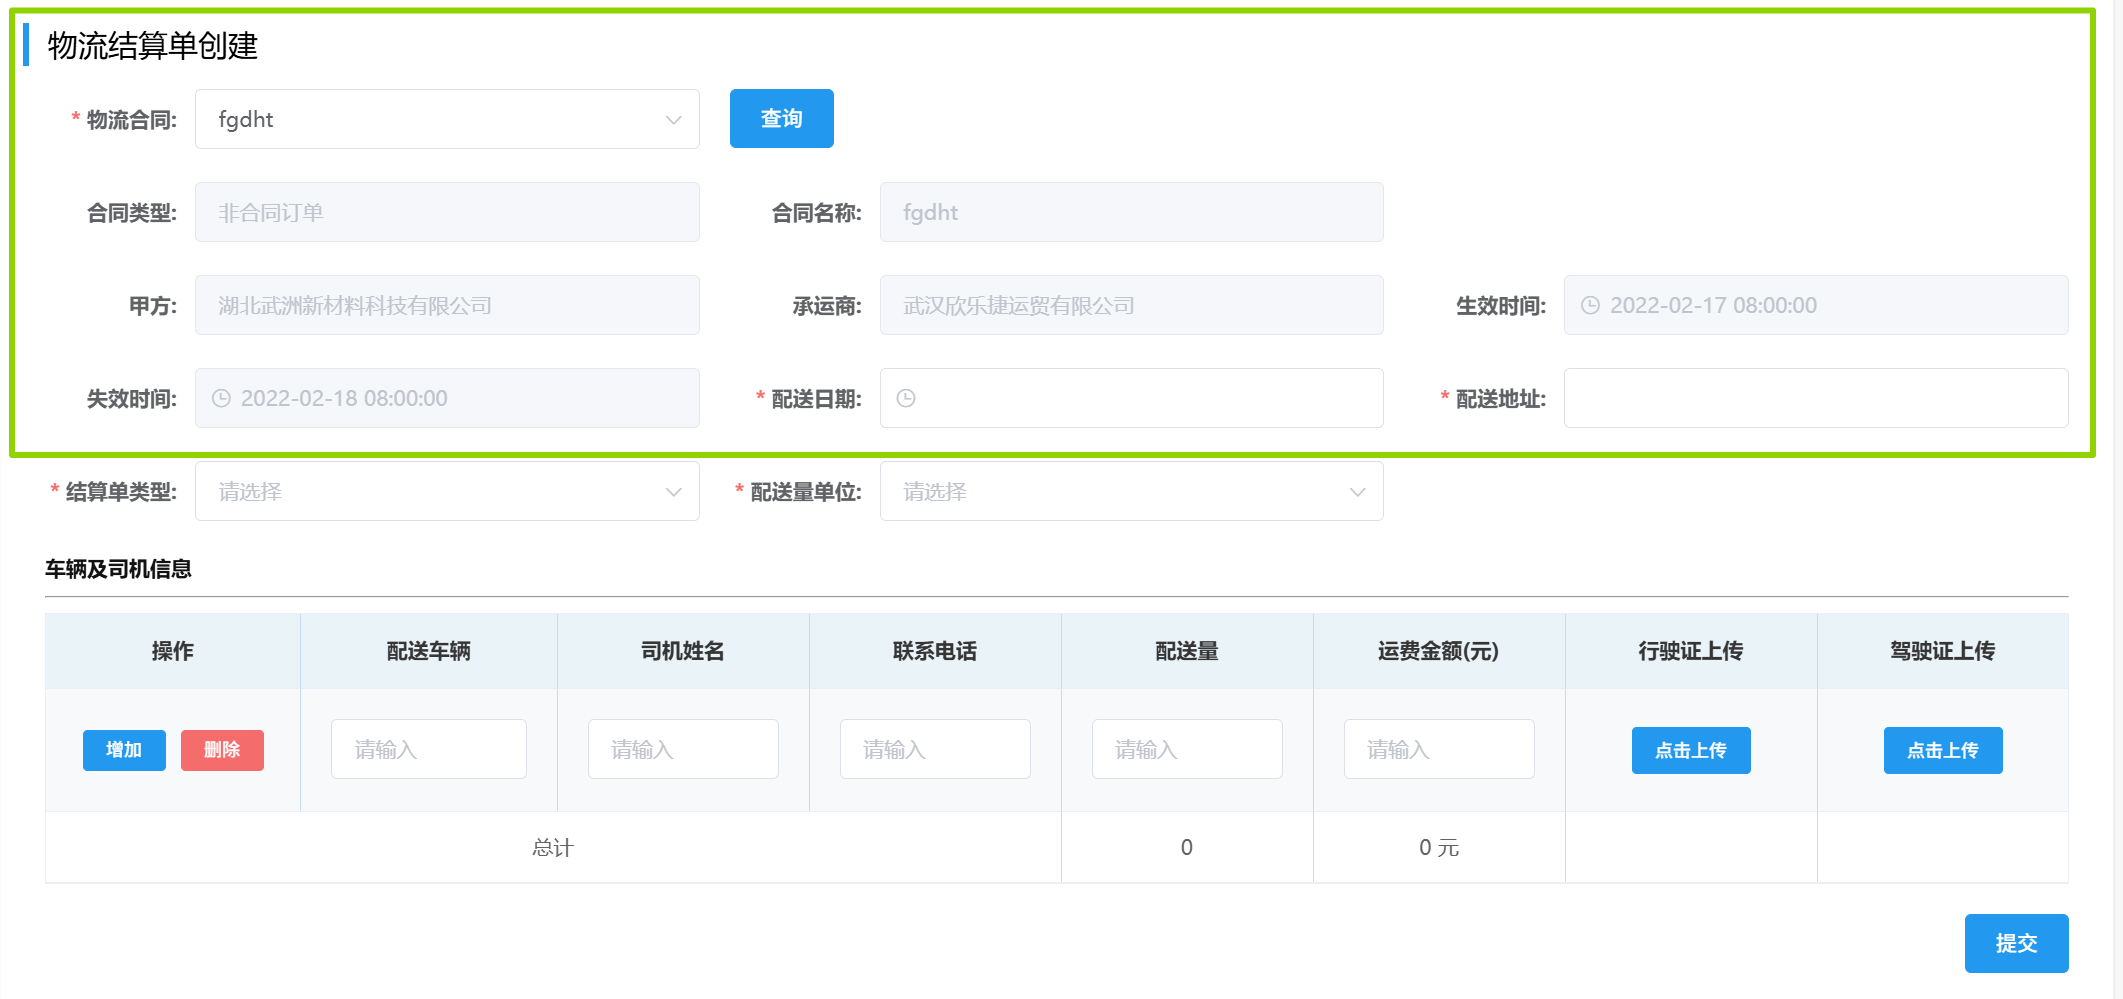 物流结算单创建
* 物流合同: fgdht 查询
合同类型: 非合同订单 合同名称: fgdht
甲方: 湖北武洲新材料科技有限公司 承运商: 武汉欣乐捷运贸有限公司 生效时间: 2022-02-17 08:00:00
失效时间: 2022-02-18 08:00:00 * 配送日期: * 配送地址:
* 结算单类型: 请选择 * 配送量单位: 请选择
车辆及司机信息
操作 配送车辆 司机姓名 联系电话 配送量 运费金额(元) 行驶证上传 驾驶证上传
增加 删除 请输入 请输入 请输入 请输入 请输入 点击上传 点击上传
总计 0 0 元
提交